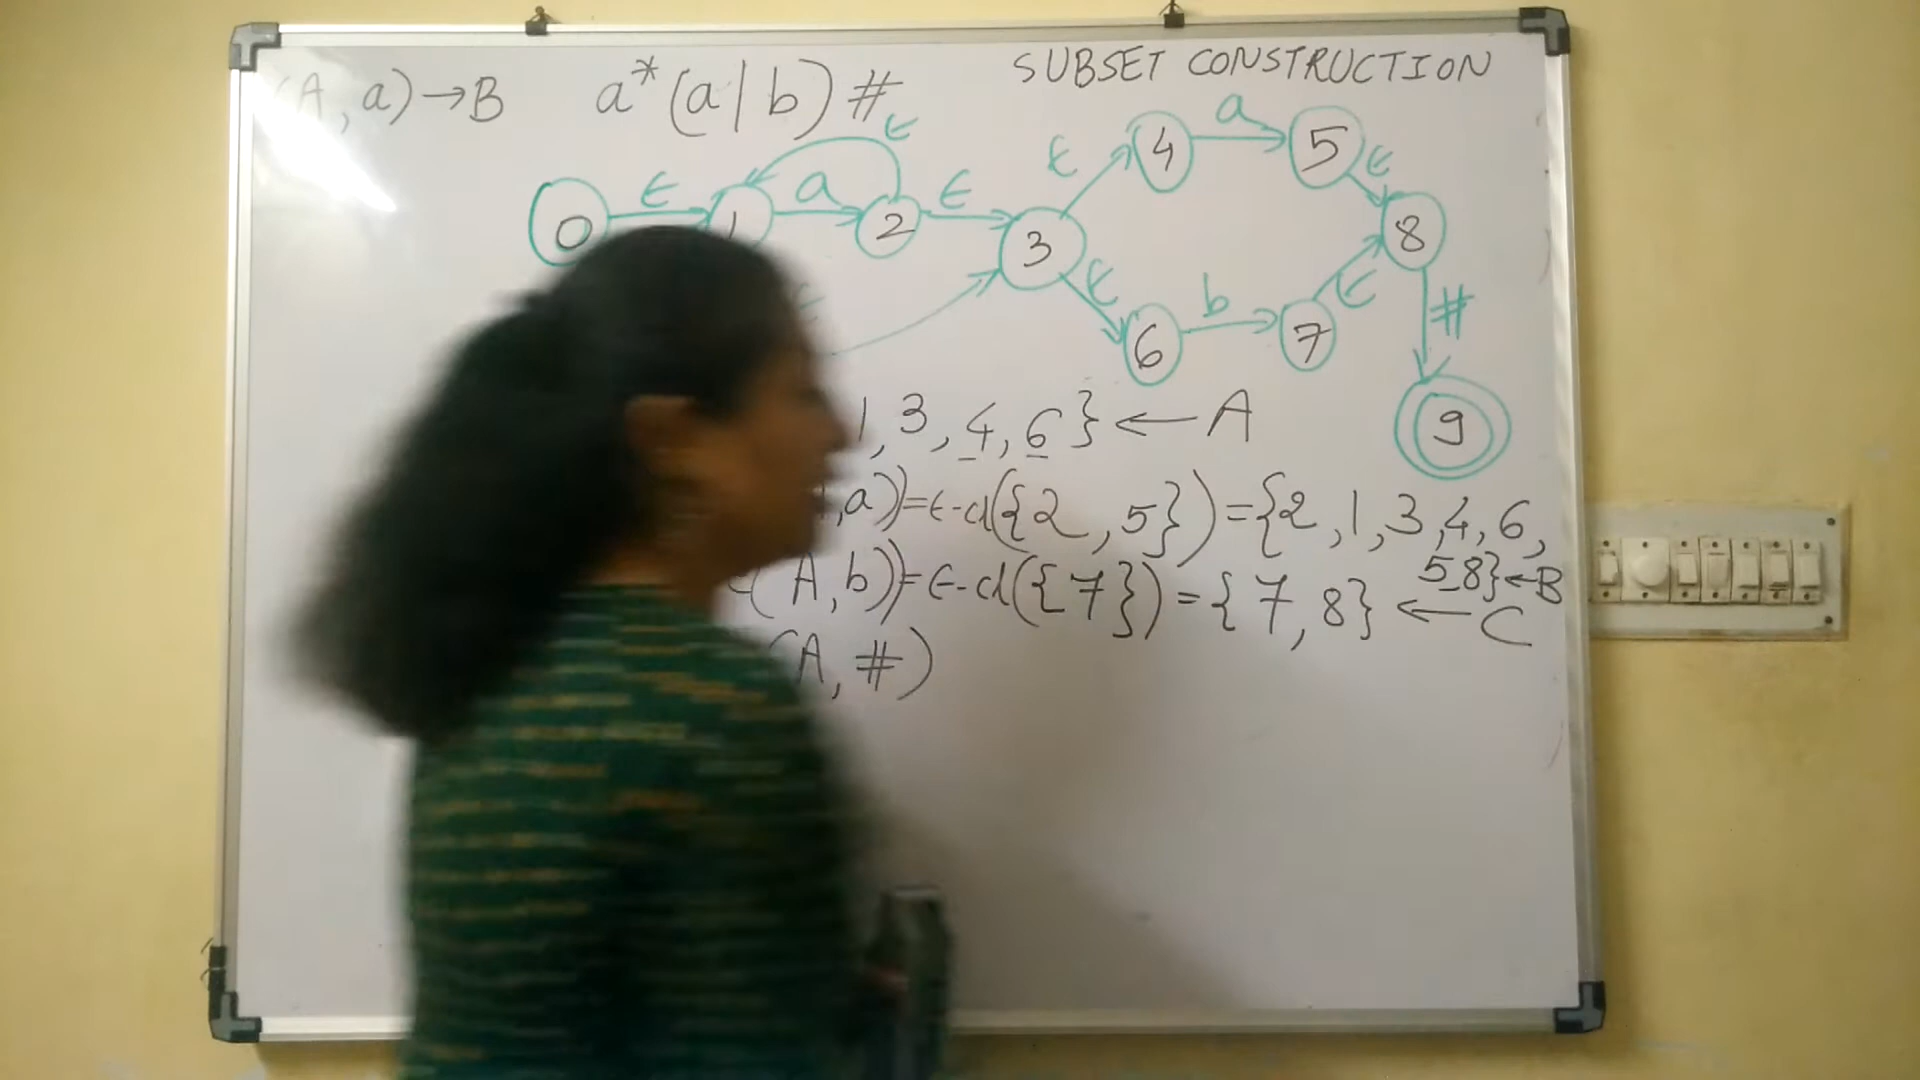 SUBSET CONSTRUCTION
(A, a) → B a*(a|b)#
ϵ
a
ϵ
ϵ
ϵ
a
ϵ
0
1
2
3
4
5
8
ϵ
b
ϵ
#
6
7
9
1, 3, 4, 6} ← A
,a))=ϵ-cl({2, 5})={2, 1, 3, 4, 6,
5,8} ← B
(A, b))=ϵ-cl({7})={7, 8} ← C
(A, #)